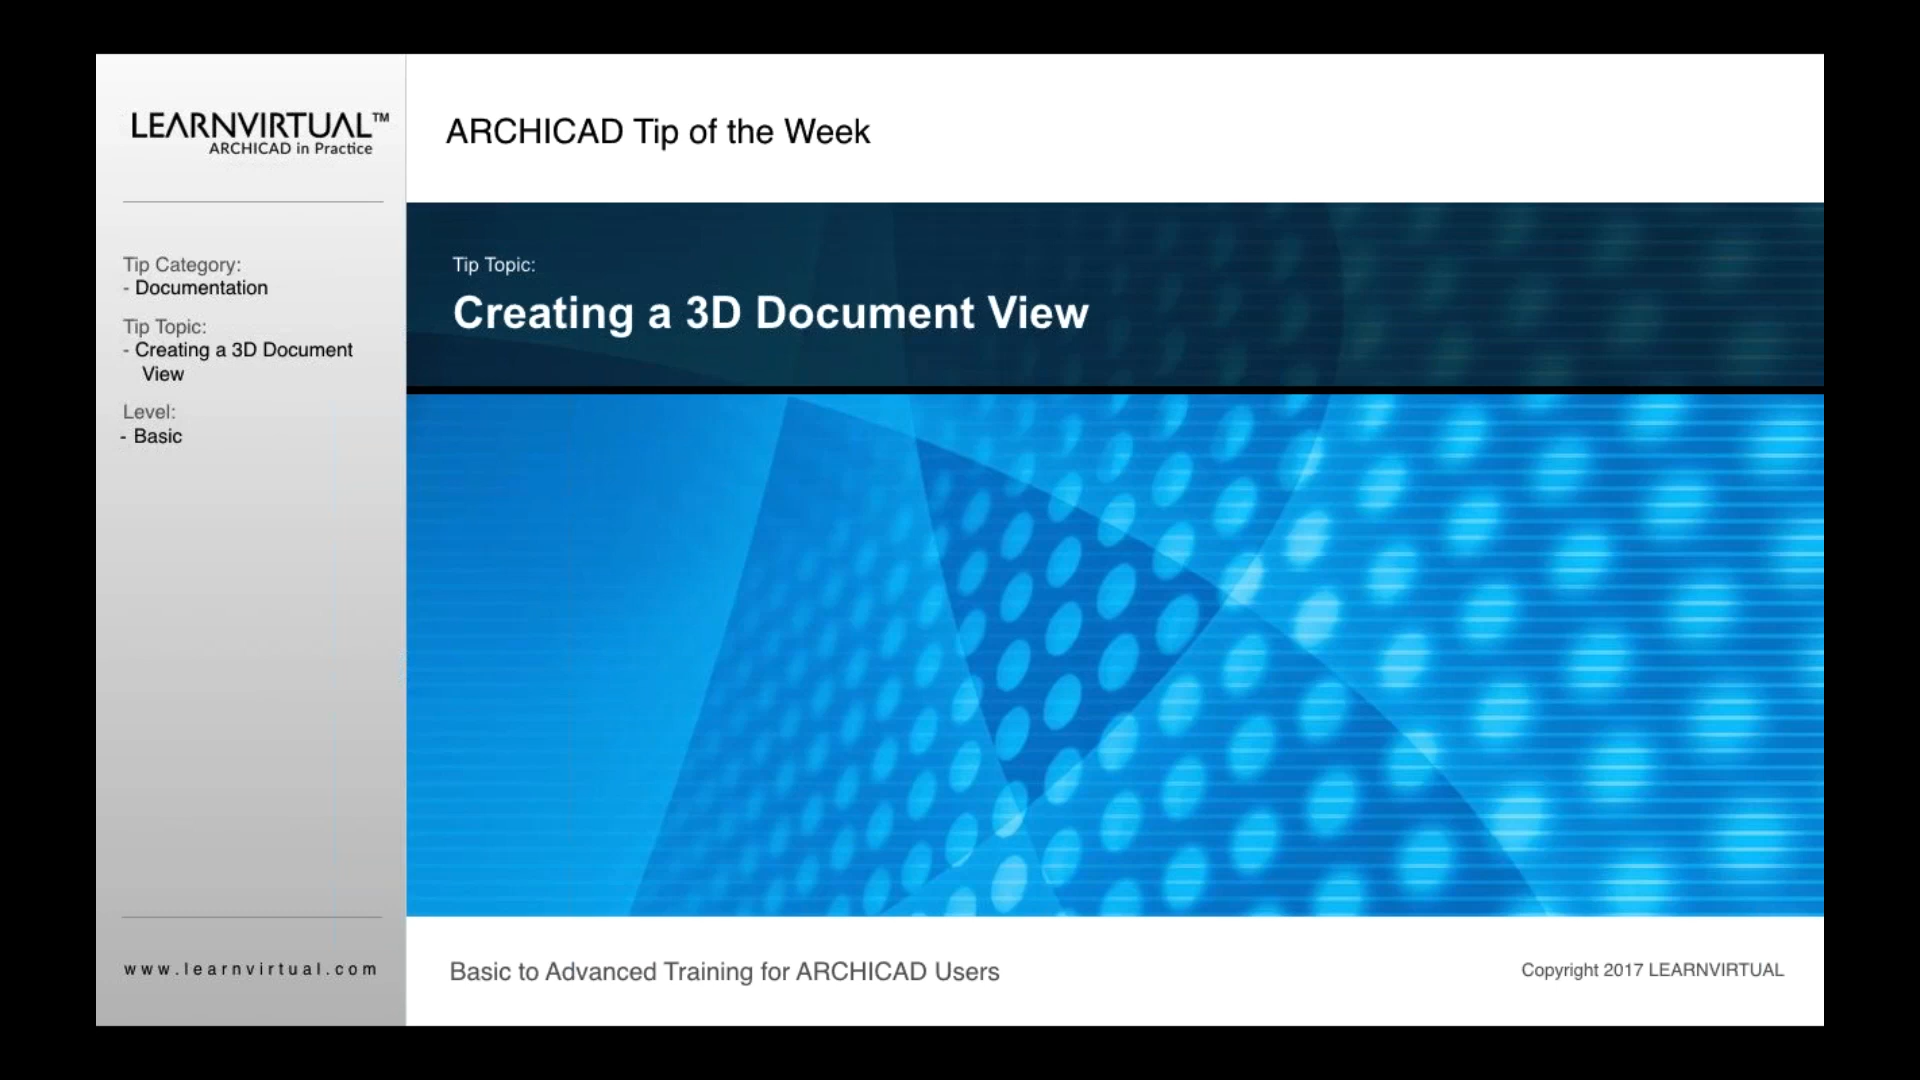 LEARNVIRTUAL™
ARCHICAD in Practice
Tip Category:
- Documentation
Tip Topic:
- Creating a 3D Document
View
Level:
- Basic
www.learnvirtual.com
ARCHICAD Tip of the Week
Tip Topic:
Creating a 3D Document View
Basic to Advanced Training for ARCHICAD Users
Copyright 2017 LEARNVIRTUAL